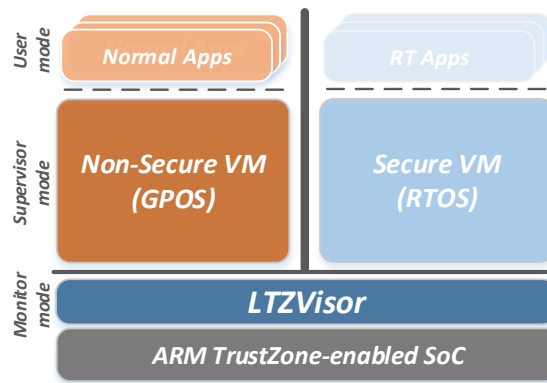 User
mode
Normal Apps
RT Apps
Supervisor
mode
Non-Secure VM
(GPOS)
Secure VM
(RTOS)
Monitor
mode
LTZVisor
ARM TrustZone-enabled SoC